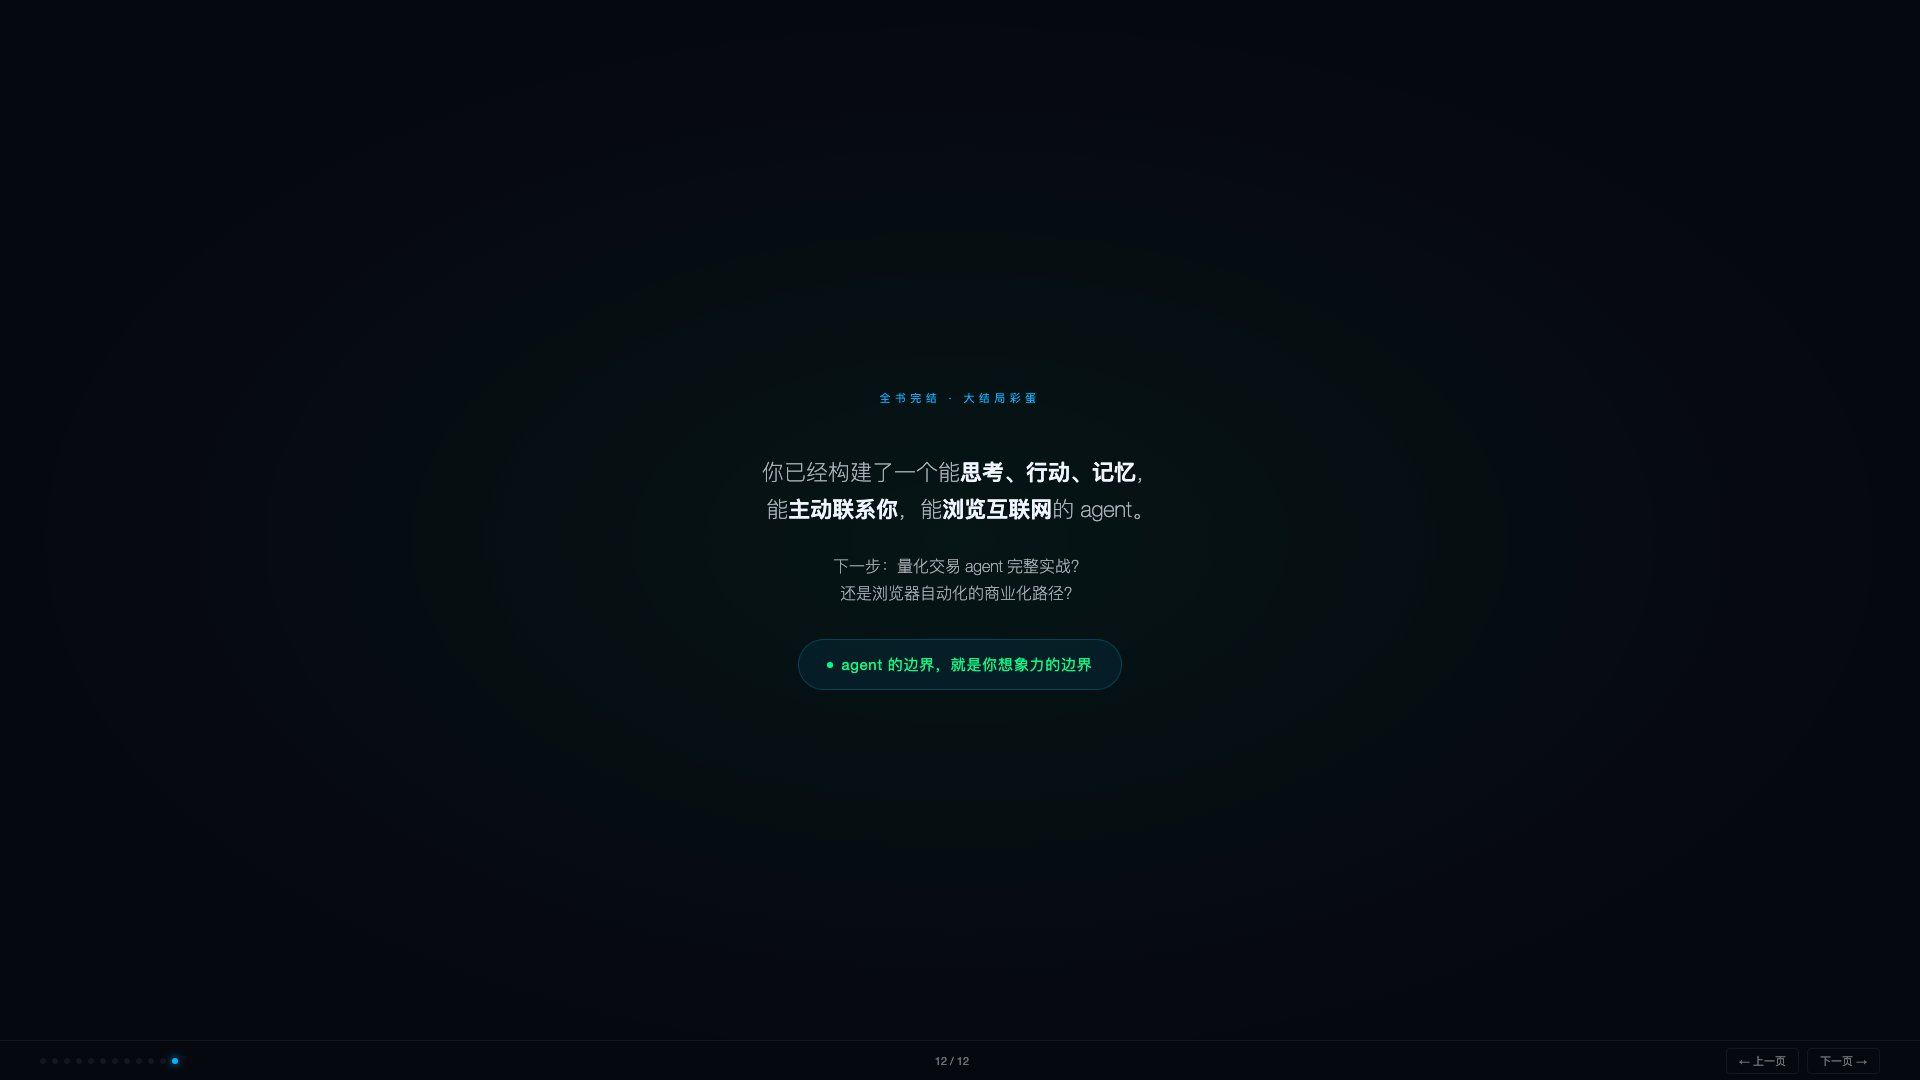 全书完结 · 大结局彩蛋
你已经构建了一个能思考、行动、记忆，
能主动联系你，能浏览互联网的 agent。
下一步：量化交易 agent 完整实战？
还是浏览器自动化的商业化路径？
agent 的边界，就是你想象力的边界
12 / 12
← 上一页
下一页 →